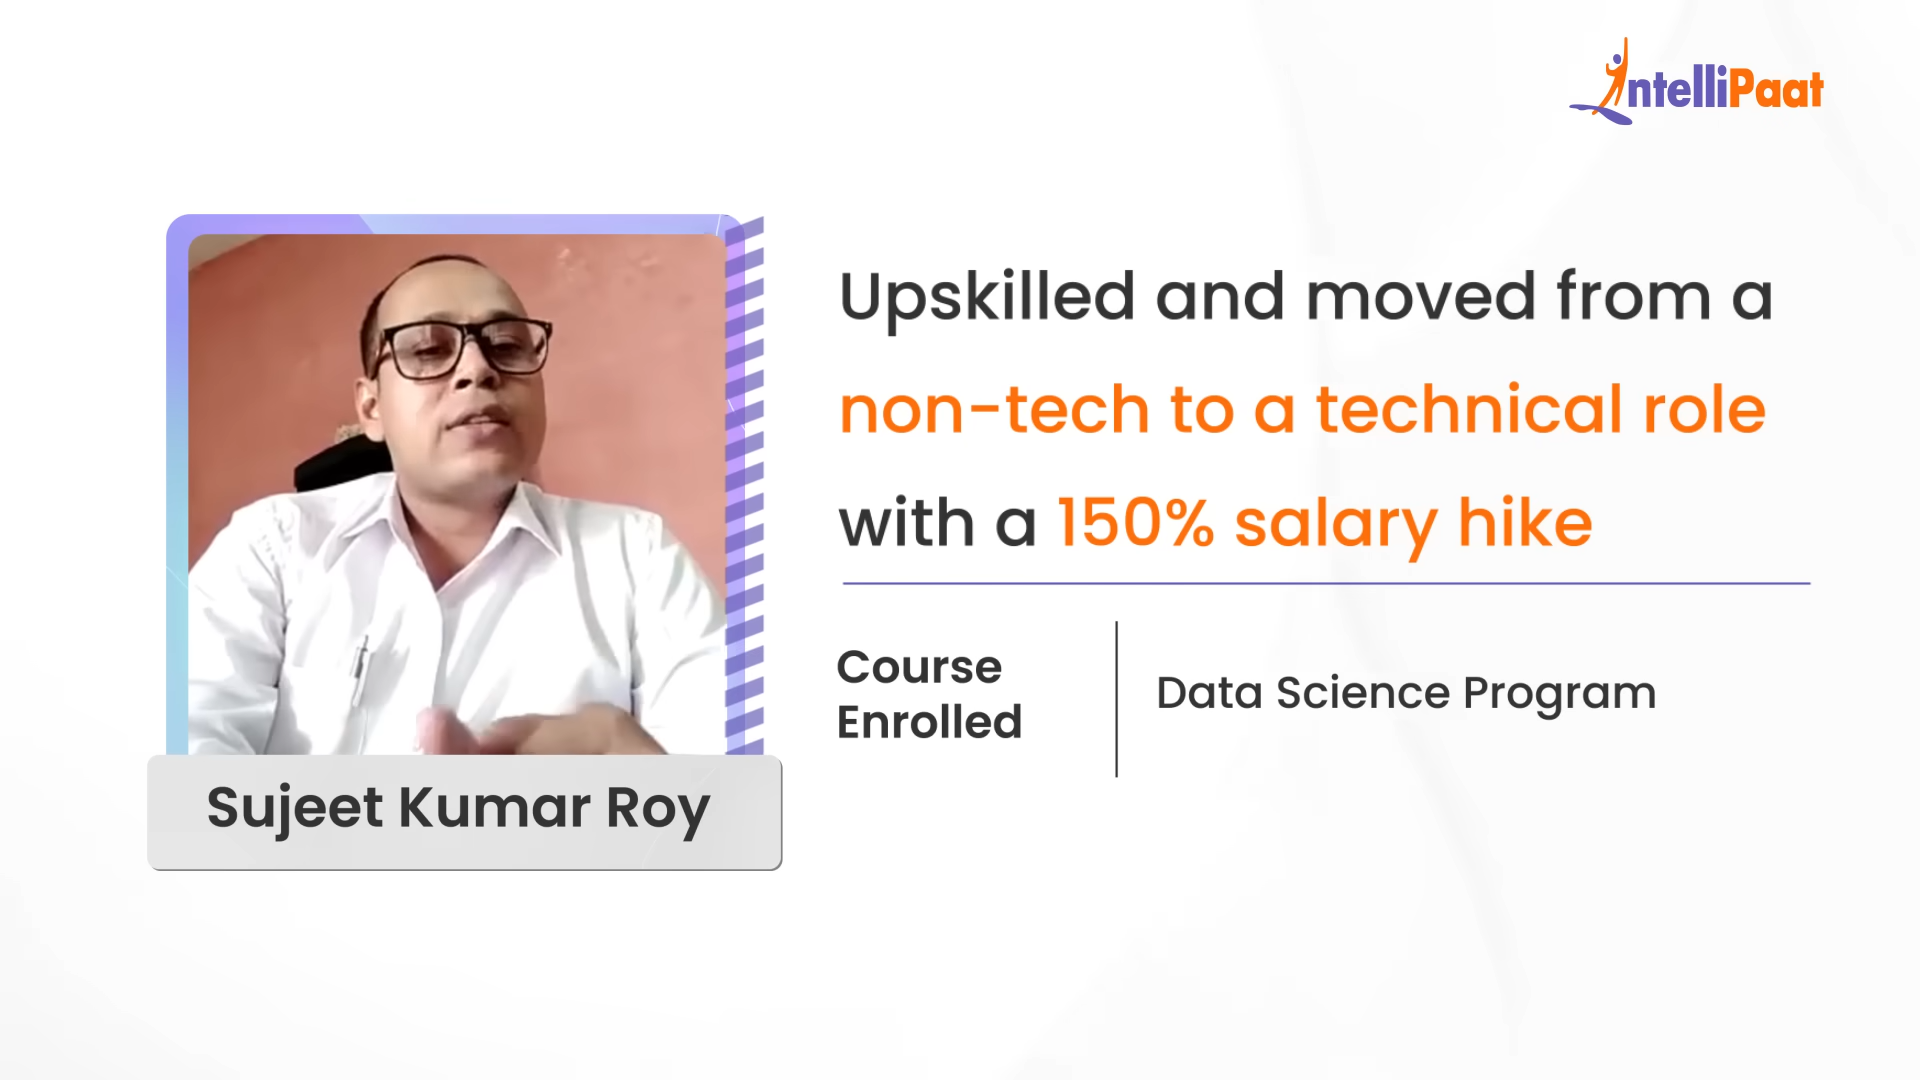 IntelliPaat
Upskilled and moved from a
non-tech to a technical role
with a 150% salary hike
Course
Enrolled
Data Science Program
Sujeet Kumar Roy